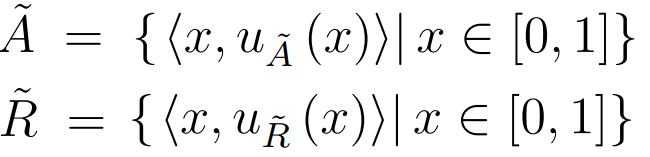 Ã = { ⟨x, u_Ã (x)⟩| x ∈ [0, 1]}
R̃ = { ⟨x, u_R̃ (x)⟩| x ∈ [0, 1]}